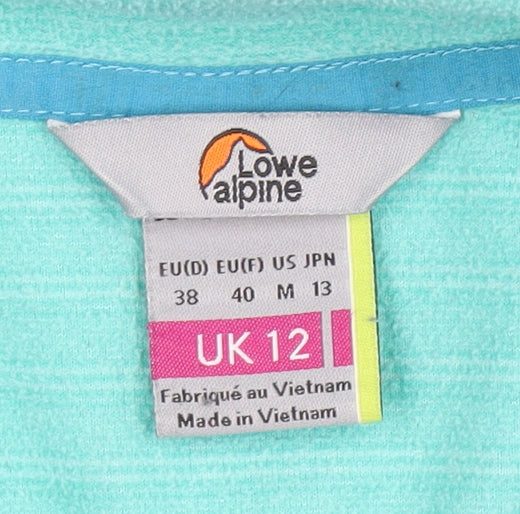 Lowe
alpine
EU(D) EU(F) US JPN
38 40 M 13
UK 12
Fabriqué au Vietnam
Made in Vietnam